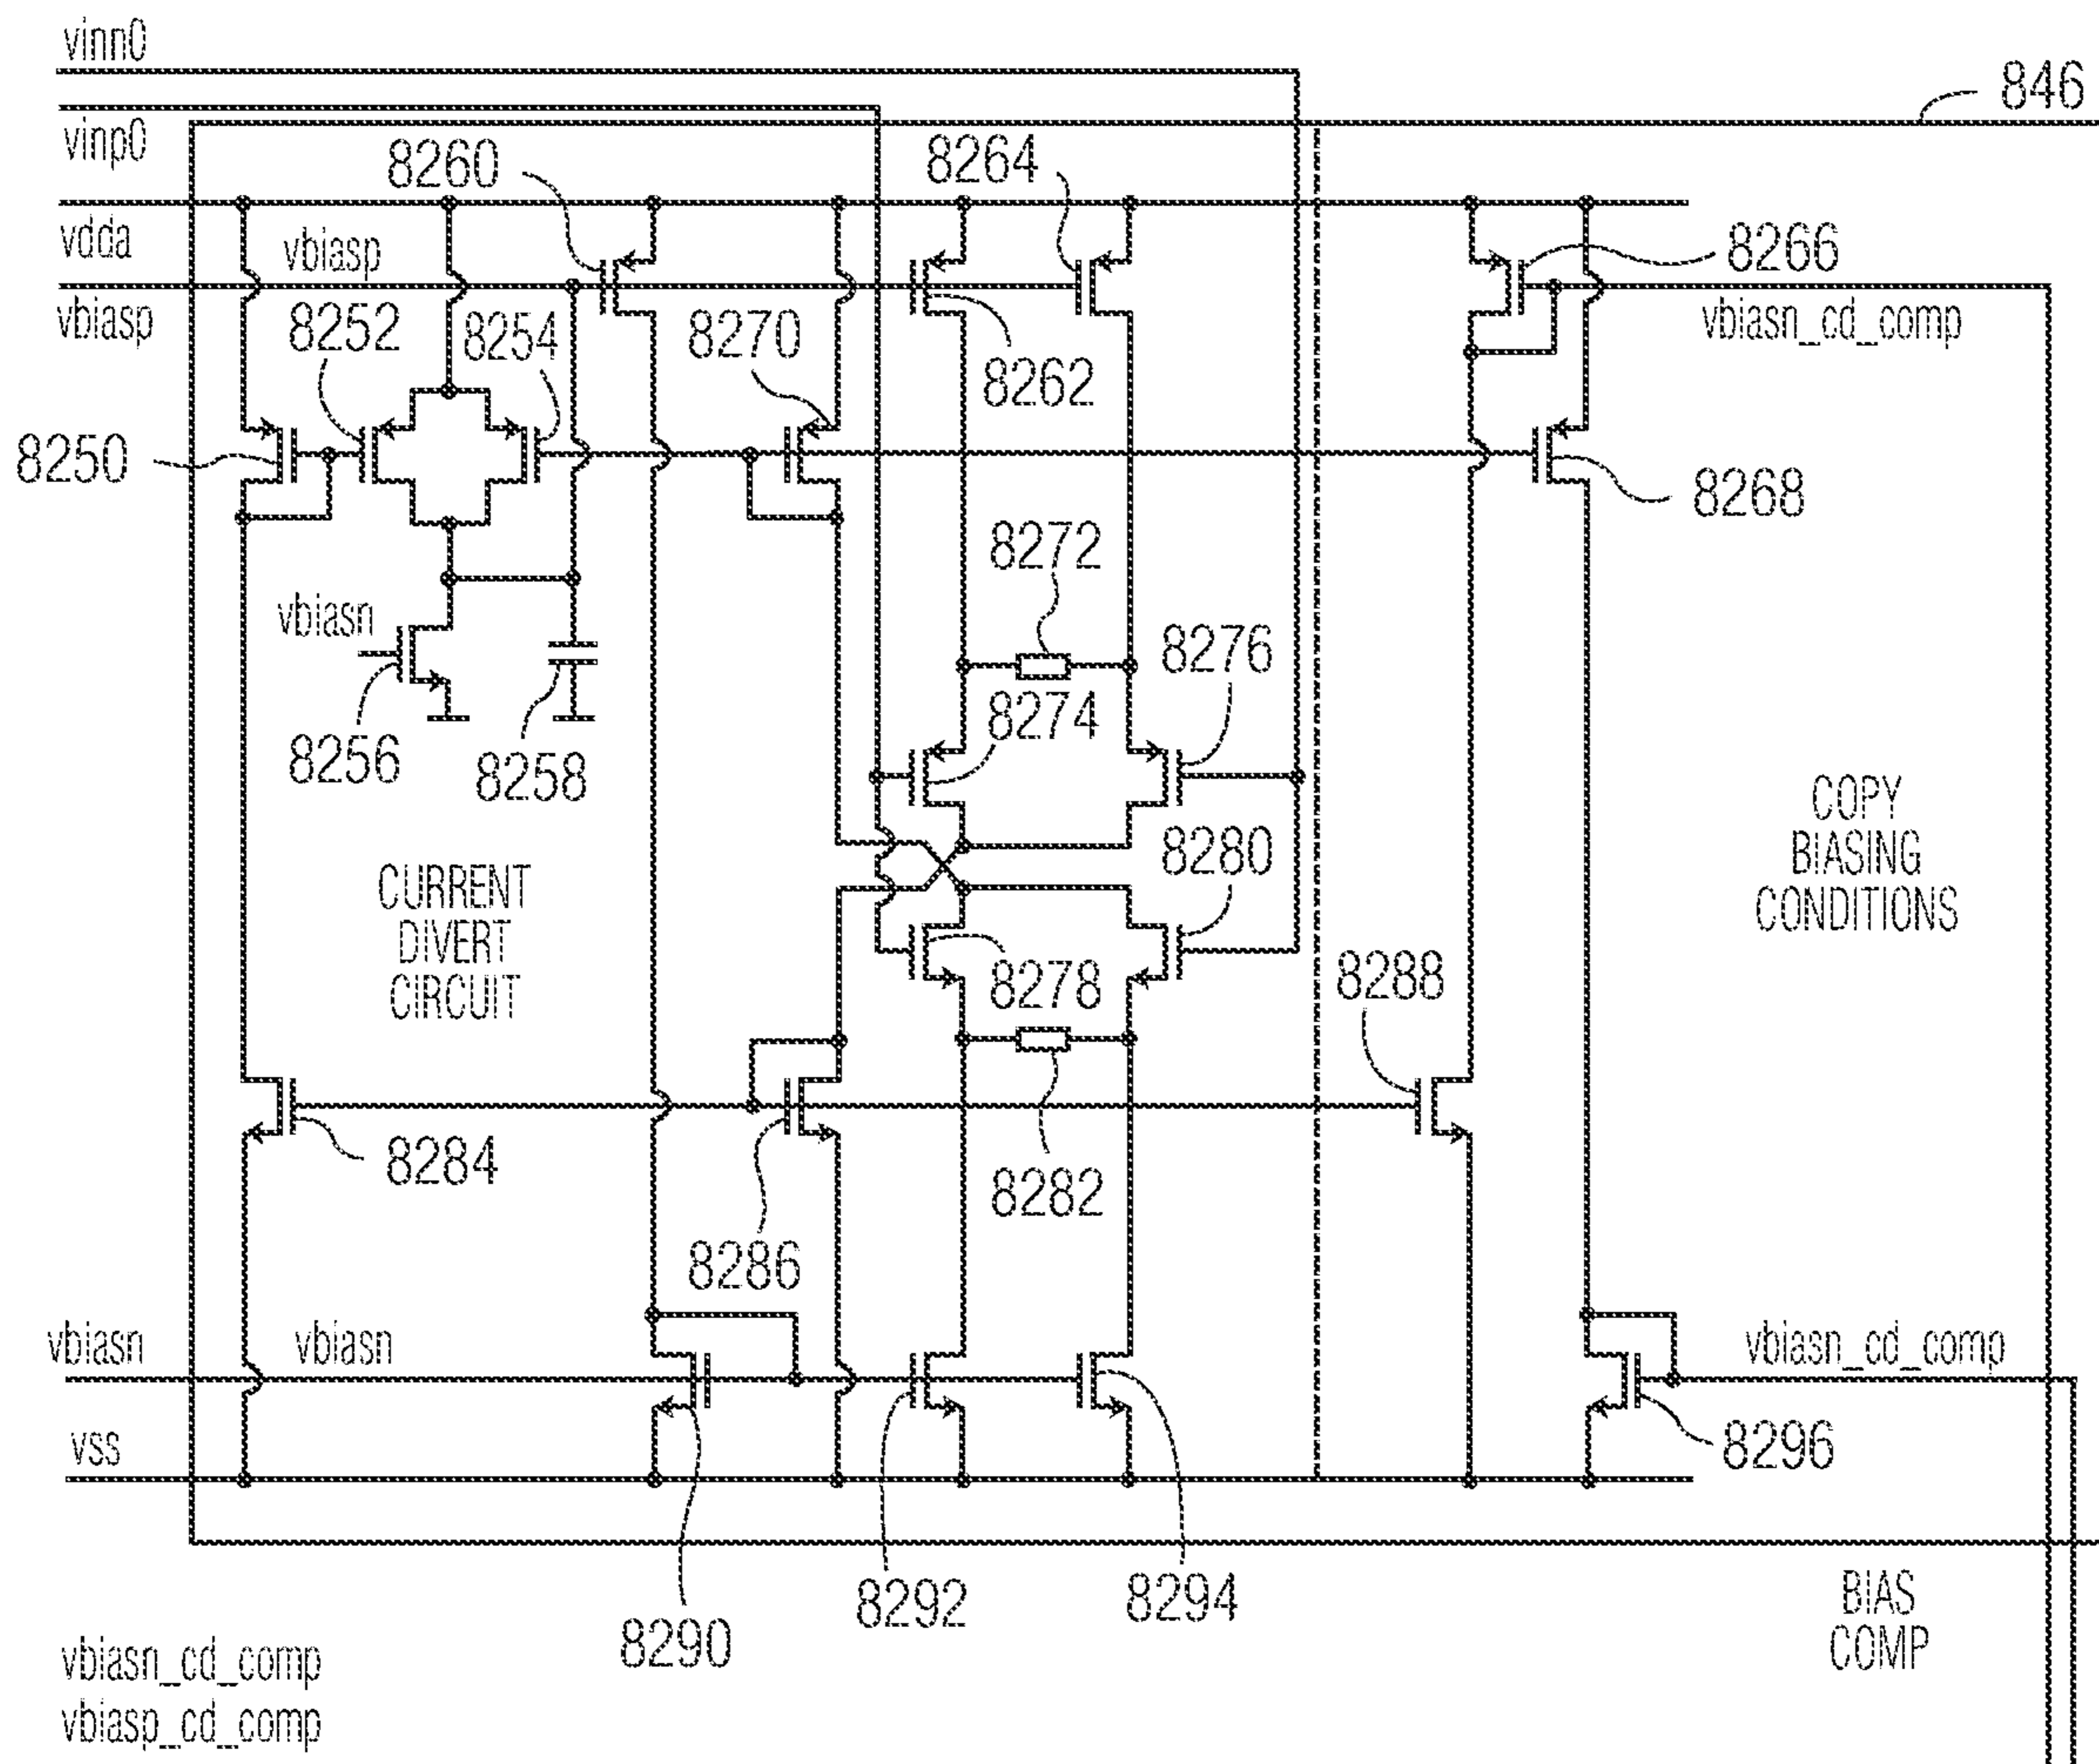 vinn0
846
vinp0
8260
8264
vdda
vbiasp
8266
vbiasp
8252
8254
8270
8262
vbiasn_cd_comp
8250
8268
8272
vbiasn
8276
8274
8256
8258
COPY
BIASING
CONDITIONS
8280
CURRENT
DIVERT
CIRCUIT
8278
8288
8284
8282
8286
vbiasn
vbiasn
vbiasn_cd_comp
vss
8296
8292
8294
BIAS
COMP
8290
vbiasn_cd_comp
vbiasp_cd_comp